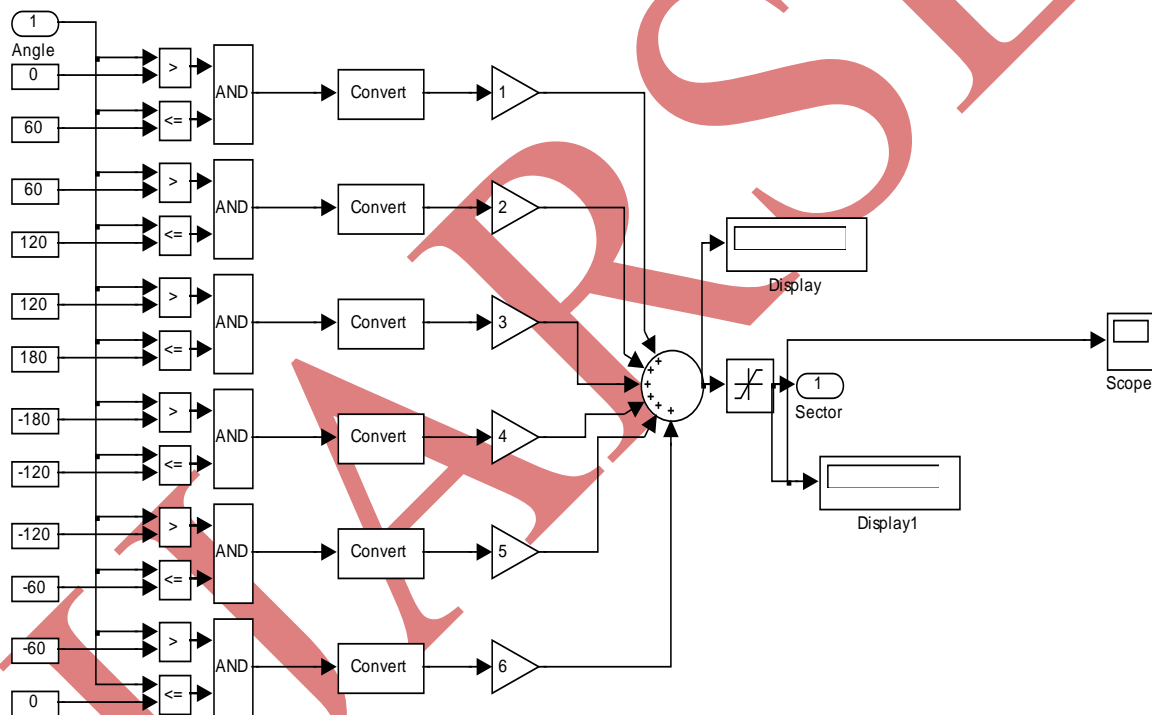 1
Angle
0
>
AND
Convert
1
60
<=
60
>
AND
Convert
2
120
<=
120
>
AND
Convert
3
180
<=
-180
>
AND
Convert
4
-120
<=
-120
>
AND
Convert
5
-60
<=
-60
>
AND
Convert
6
0
<=
+
+
+
+
+
+
Display
1
Sector
Scope
Display1